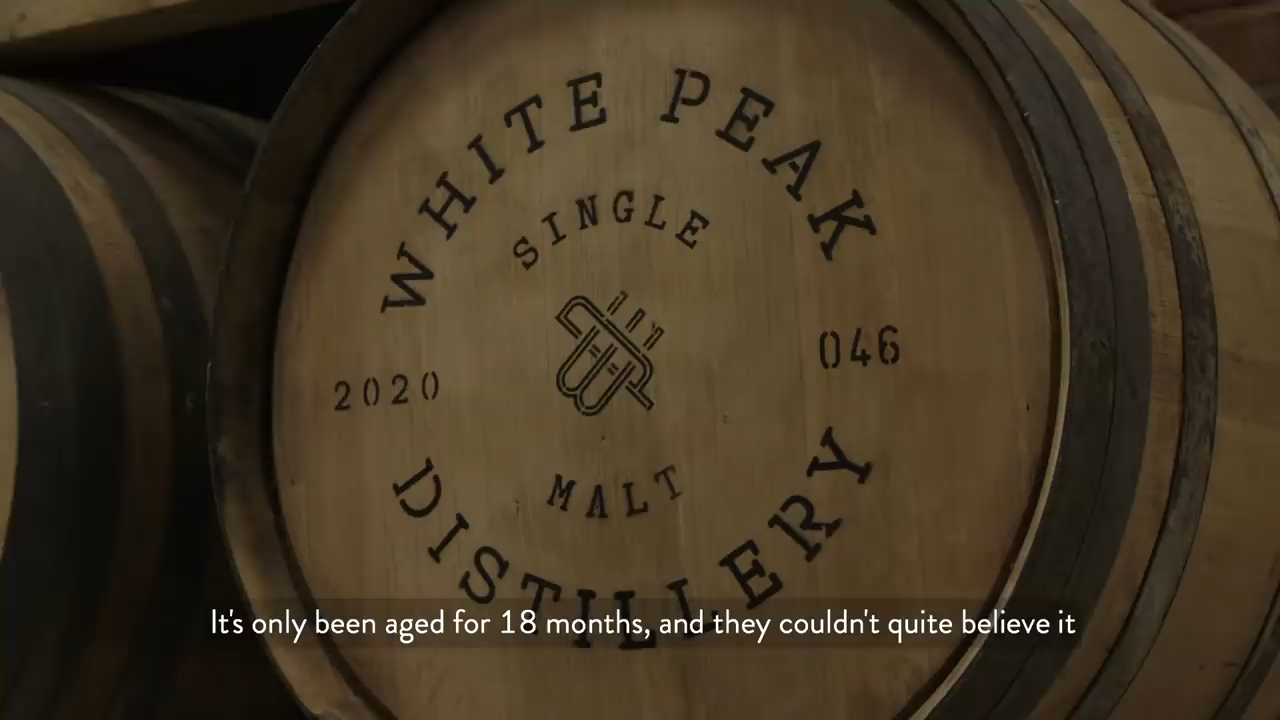 WHITE PEAK
SINGLE
2020
046
MALT
DISTILLERY
It's only been aged for 18 months, and they couldn't quite believe it